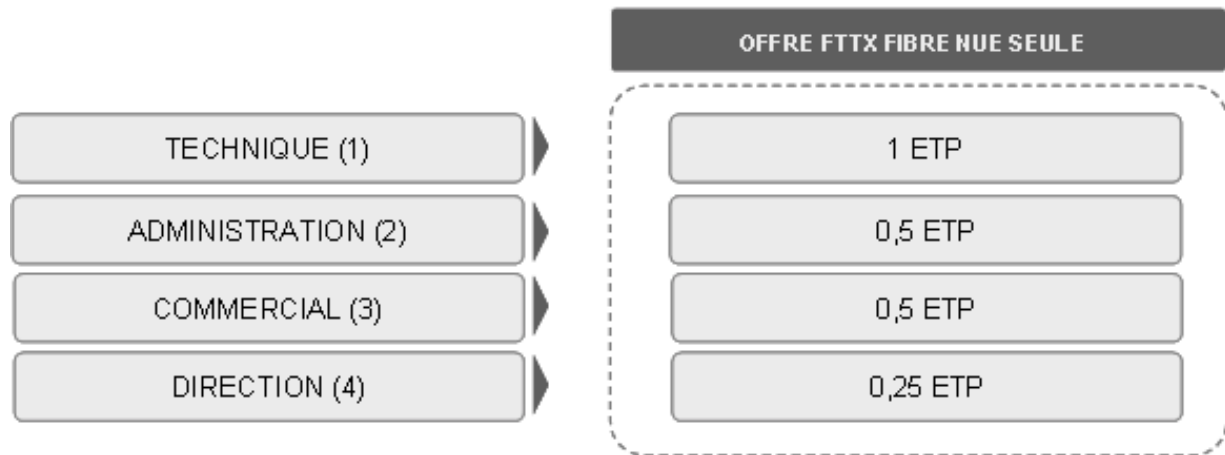 OFFRE FTTX FIBRE NUE SEULE
TECHNIQUE (1) 1 ETP
ADMINISTRATION (2) 0,5 ETP
COMMERCIAL (3) 0,5 ETP
DIRECTION (4) 0,25 ETP